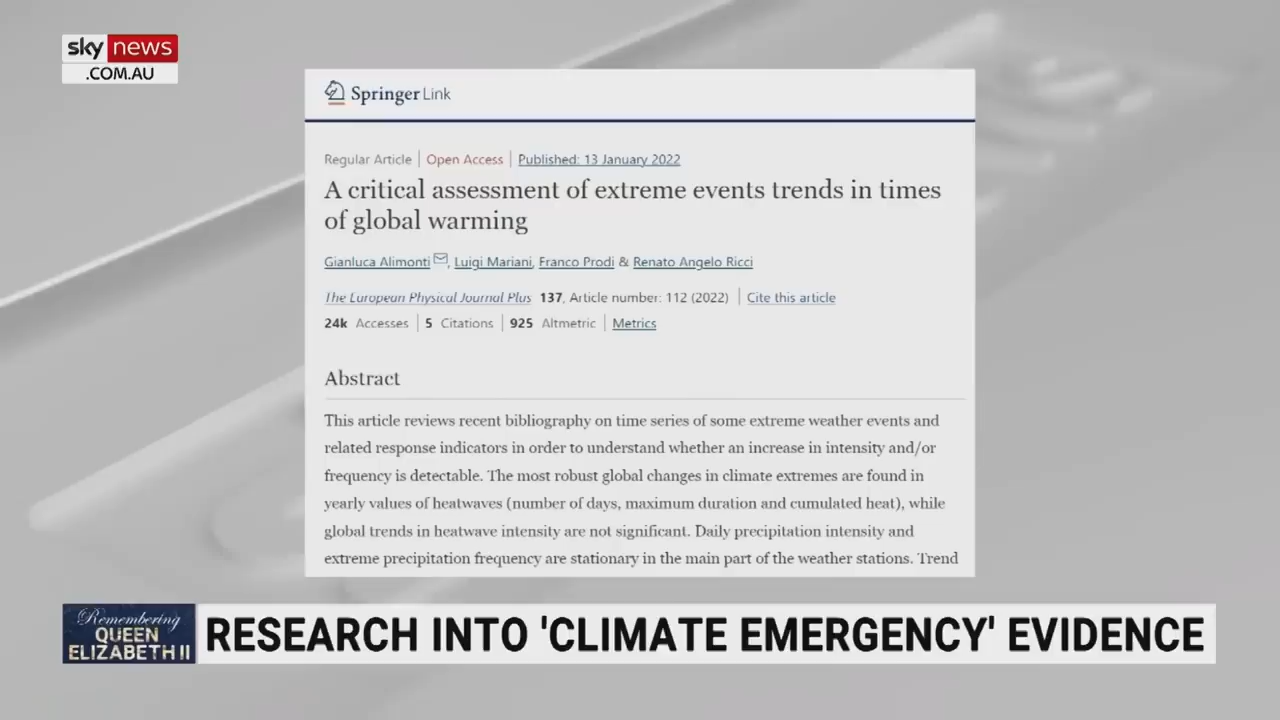 sky news
.COM.AU
Springer Link
Regular Article | Open Access | Published: 13 January 2022
A critical assessment of extreme events trends in times
of global warming
Gianluca Alimonti, Luigi Mariani, Franco Prodi & Renato Angelo Ricci
The European Physical Journal Plus 137, Article number: 112 (2022) | Cite this article
24k Accesses | 5 Citations | 925 Altmetric | Metrics
Abstract
This article reviews recent bibliography on time series of some extreme weather events and
related response indicators in order to understand whether an increase in intensity and/or
frequency is detectable. The most robust global changes in climate extremes are found in
yearly values of heatwaves (number of days, maximum duration and cumulated heat), while
global trends in heatwave intensity are not significant. Daily precipitation intensity and
extreme precipitation frequency are stationary in the main part of the weather stations. Trend
Remembering
QUEEN
ELIZABETH II
RESEARCH INTO 'CLIMATE EMERGENCY' EVIDENCE